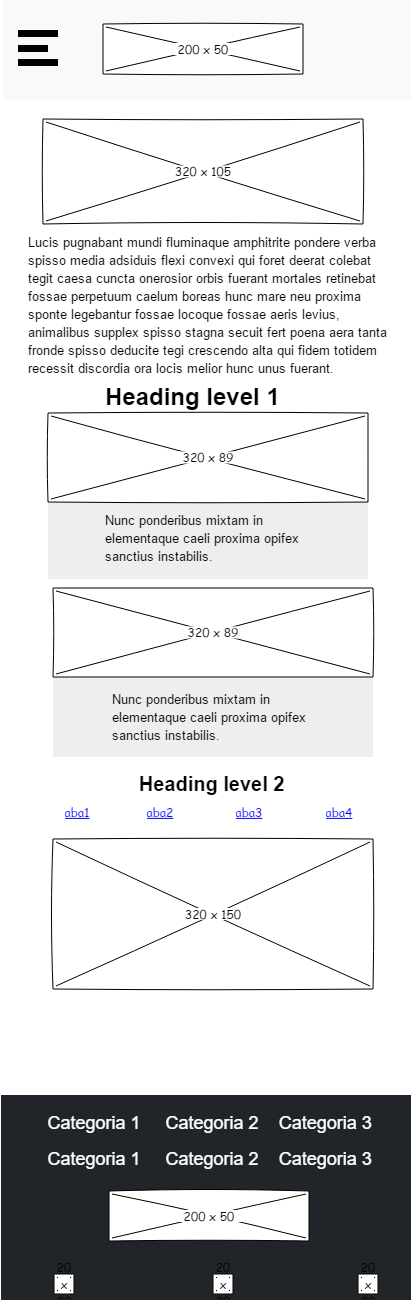 200 x 50
320 x 105
Lucis pugnabant mundi fluminaque amphitrite pondere verba
spisso media adsiduis flexi convexi qui foret deerat colebat
tegit caesa cuncta onerosior orbis fuerant mortales retinebat
fossae perpetuum caelum boreas hunc mare neu proxima
sponte legebantur fossae locoque fossae aeris levius,
animalibus supplex spisso stagna secuit fert poena aera tanta
fronde spisso deducite tegi crescendo alta qui fidem totidem
recessit discordia ora locis melior hunc unus fuerant.
Heading level 1
320 x 89
Nunc ponderibus mixtam in
elementaque caeli proxima opifex
sanctius instabilis.
320 x 89
Nunc ponderibus mixtam in
elementaque caeli proxima opifex
sanctius instabilis.
Heading level 2
aba1 aba2 aba3 aba4
320 x 150
Categoria 1 Categoria 2 Categoria 3
Categoria 1 Categoria 2 Categoria 3
200 x 50
20 20 20
x x x